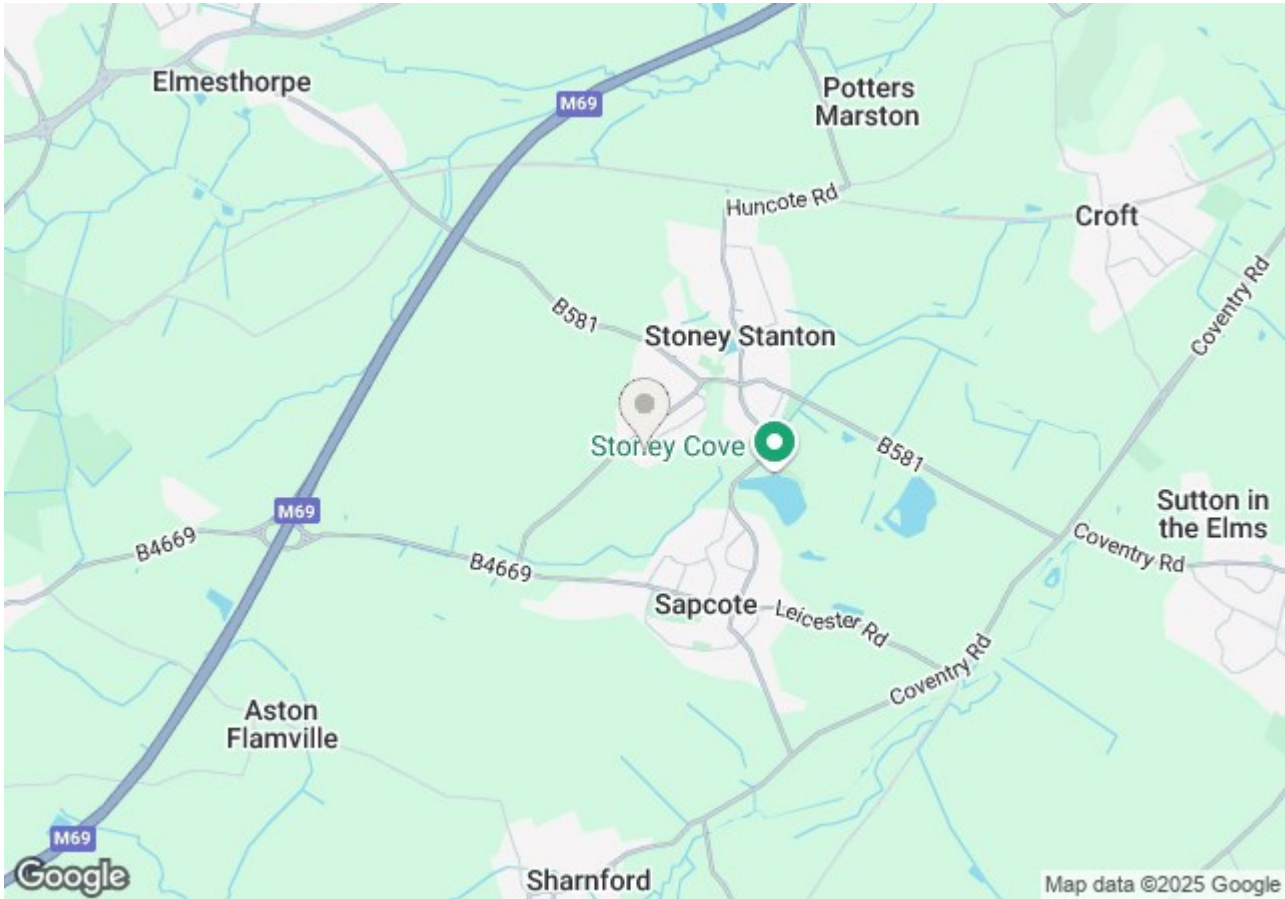 Elmesthorpe
M69
Potters
Marston
Huncote Rd
Croft
Coventry Rd
B581
Stoney Stanton
Stoney Cove
B581
M69
Sutton in
the Elms
B4669
Coventry Rd
B4669
Sapcote
Leicester Rd
Coventry Rd
Aston
Flamville
M69
Sharnford
Google
Map data ©2025 Google